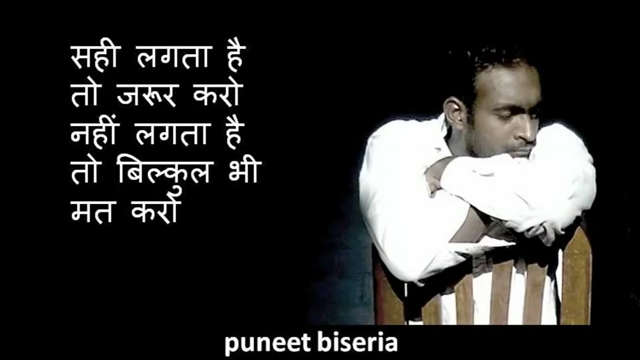 सही लगता है
तो जरूर करो
नहीं लगता है
तो बिल्कुल भी
मत करो
puneet biseria